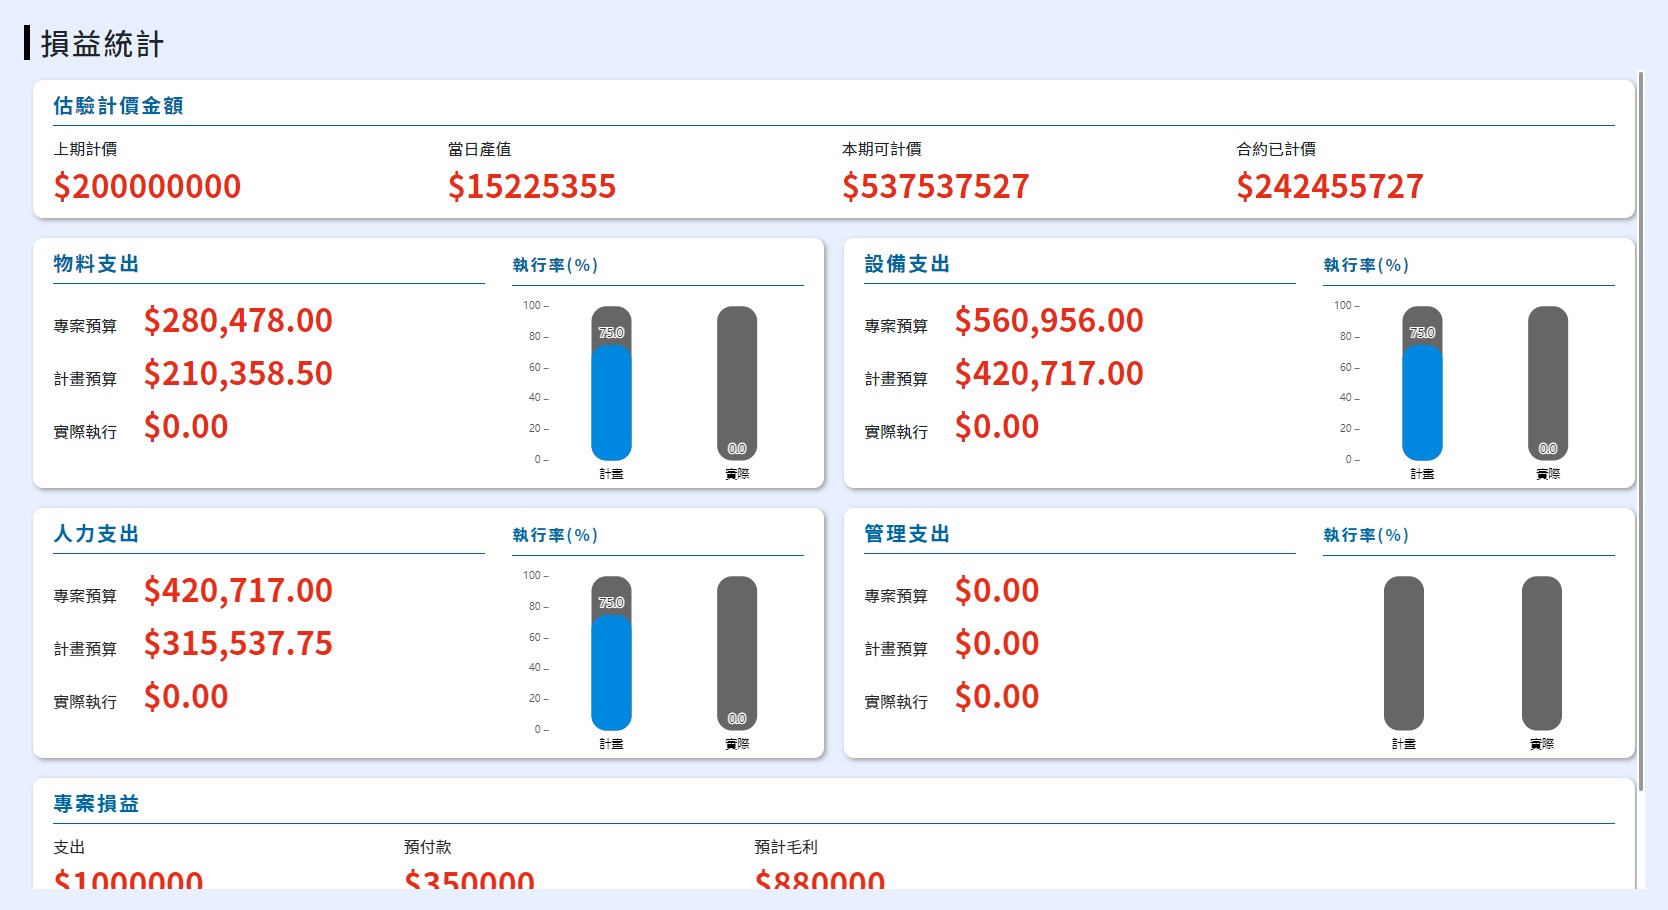 損益統計
估驗計價金額
上期計價 當日產值 本期可計價 合約已計價
$200000000 $15225355 $537537527 $242455727
物料支出
專案預算 $280,478.00
計畫預算 $210,358.50
實際執行 $0.00
執行率(%)
100
80
60
40
20
0
75.0
0.0
計畫 實際
設備支出
專案預算 $560,956.00
計畫預算 $420,717.00
實際執行 $0.00
執行率(%)
100
80
60
40
20
0
75.0
0.0
計畫 實際
人力支出
專案預算 $420,717.00
計畫預算 $315,537.75
實際執行 $0.00
執行率(%)
100
80
60
40
20
0
75.0
0.0
計畫 實際
管理支出
專案預算 $0.00
計畫預算 $0.00
實際執行 $0.00
執行率(%)
計畫 實際
專案損益
支出 預付款 預計毛利
$1000000 $350000 $880000